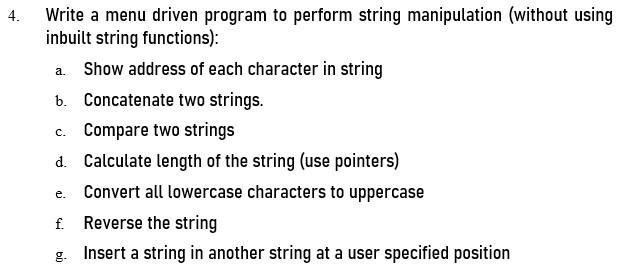 4. Write a menu driven program to perform string manipulation (without using
inbuilt string functions):
a. Show address of each character in string
b. Concatenate two strings.
c. Compare two strings
d. Calculate length of the string (use pointers)
e. Convert all lowercase characters to uppercase
f. Reverse the string
g. Insert a string in another string at a user specified position